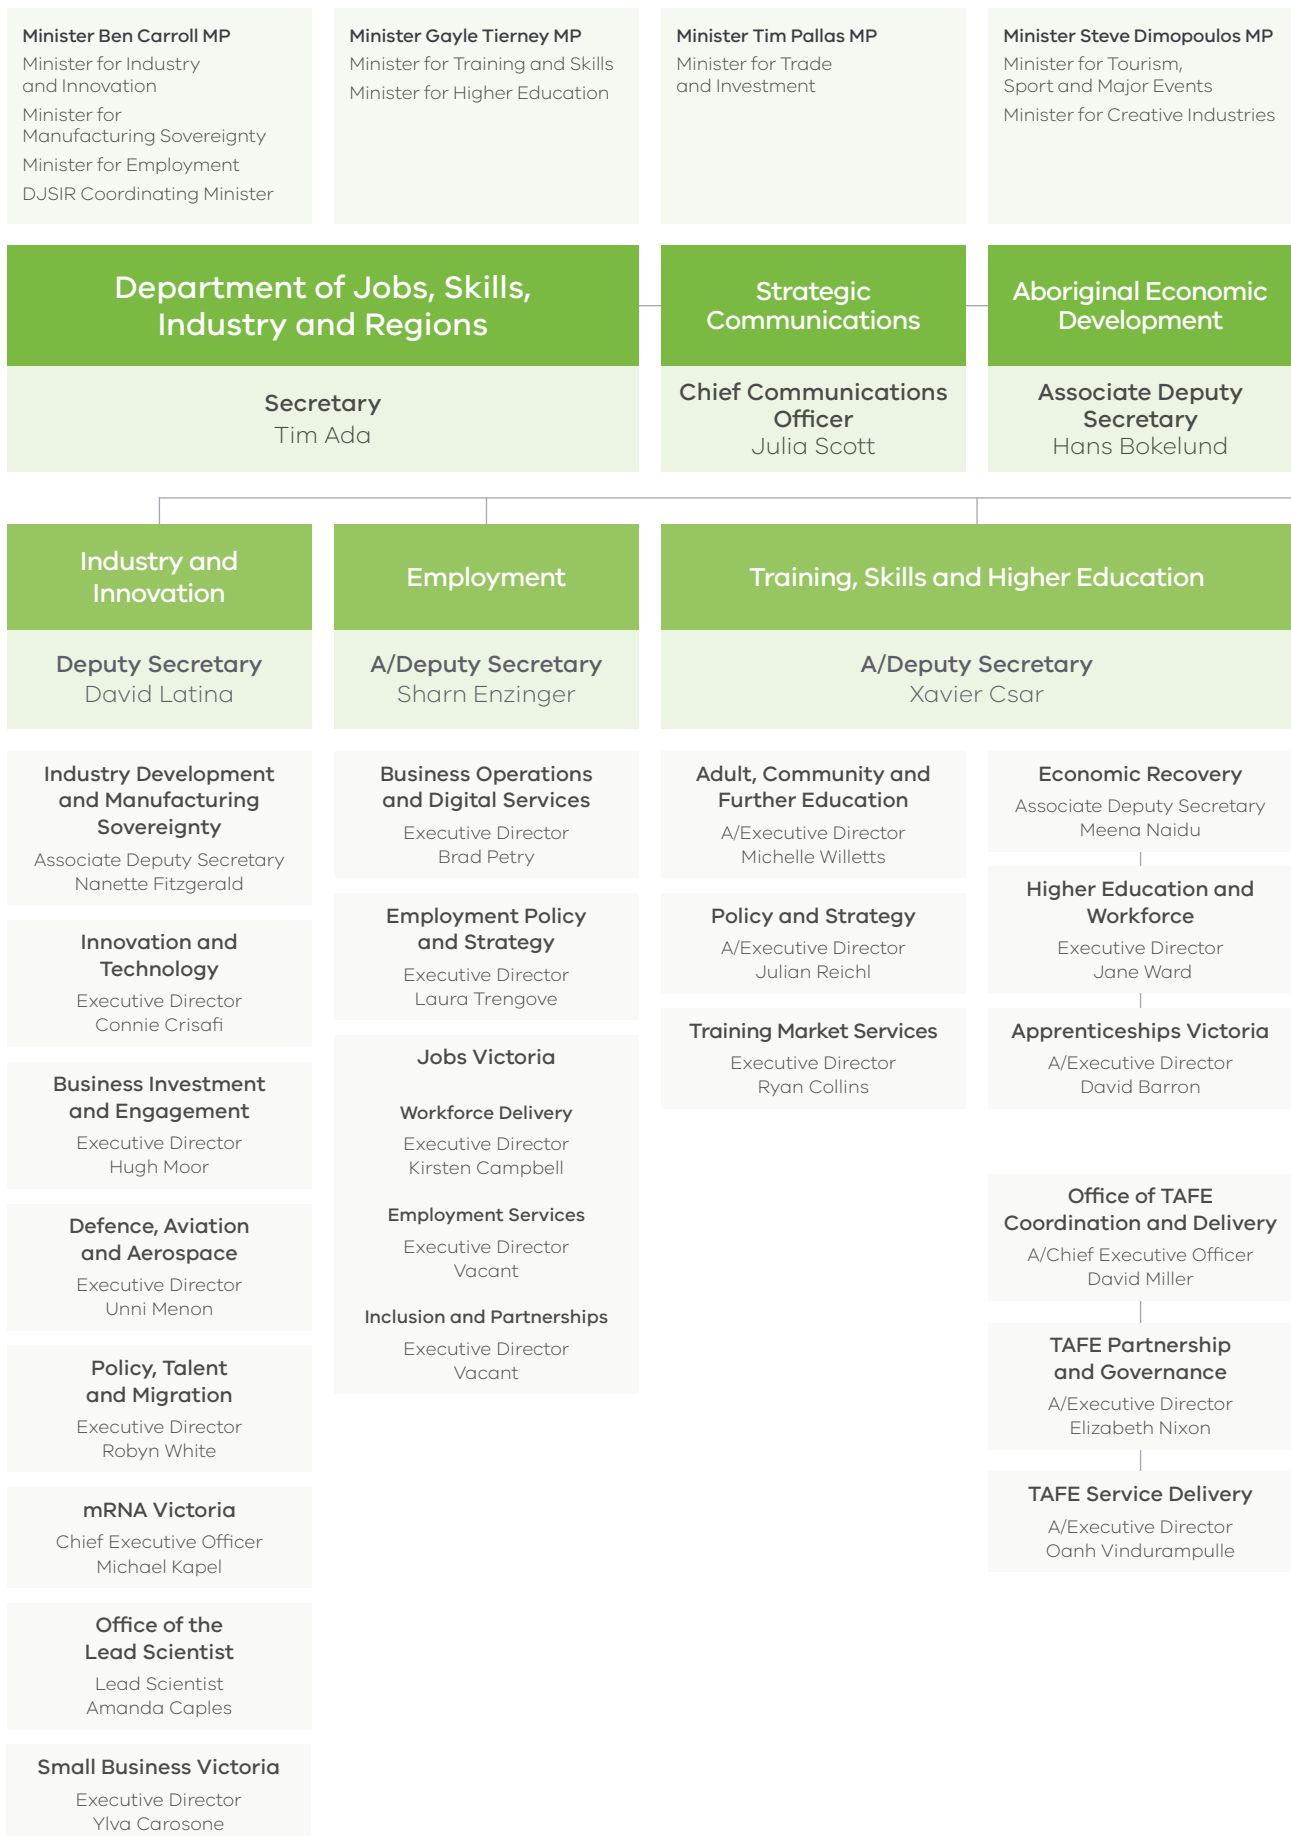 Minister Ben Carroll MP
Minister for Industry
and Innovation
Minister for
Manufacturing Sovereignty
Minister for Employment
DJSIR Coordinating Minister
Minister Gayle Tierney MP
Minister for Training and Skills
Minister for Higher Education
Minister Tim Pallas MP
Minister for Trade
and Investment
Minister Steve Dimopoulos MP
Minister for Tourism,
Sport and Major Events
Minister for Creative Industries
Department of Jobs, Skills,
Industry and Regions
Secretary
Tim Ada
Strategic
Communications
Chief Communications
Officer
Julia Scott
Aboriginal Economic
Development
Associate Deputy
Secretary
Hans Bokelund
Industry and
Innovation
Deputy Secretary
David Latina
Industry Development
and Manufacturing
Sovereignty
Associate Deputy Secretary
Nanette Fitzgerald
Innovation and
Technology
Executive Director
Connie Crisafi
Business Investment
and Engagement
Executive Director
Hugh Moor
Defence, Aviation
and Aerospace
Executive Director
Unni Menon
Policy, Talent
and Migration
Executive Director
Robyn White
mRNA Victoria
Chief Executive Officer
Michael Kapel
Office of the
Lead Scientist
Lead Scientist
Amanda Caples
Small Business Victoria
Executive Director
Ylva Carosone
Employment
A/Deputy Secretary
Sharn Enzinger
Business Operations
and Digital Services
Executive Director
Brad Petry
Employment Policy
and Strategy
Executive Director
Laura Trengove
Jobs Victoria
Workforce Delivery
Executive Director
Kirsten Campbell
Employment Services
Executive Director
Vacant
Inclusion and Partnerships
Executive Director
Vacant
Training, Skills and Higher Education
A/Deputy Secretary
Xavier Csar
Adult, Community and
Further Education
A/Executive Director
Michelle Willetts
Policy and Strategy
A/Executive Director
Julian Reichl
Training Market Services
Executive Director
Ryan Collins
Economic Recovery
Associate Deputy Secretary
Meena Naidu
Higher Education and
Workforce
Executive Director
Jane Ward
Apprenticeships Victoria
A/Executive Director
David Barron
Office of TAFE
Coordination and Delivery
A/Chief Executive Officer
David Miller
TAFE Partnership
and Governance
A/Executive Director
Elizabeth Nixon
TAFE Service Delivery
A/Executive Director
Oanh Vindurampulle